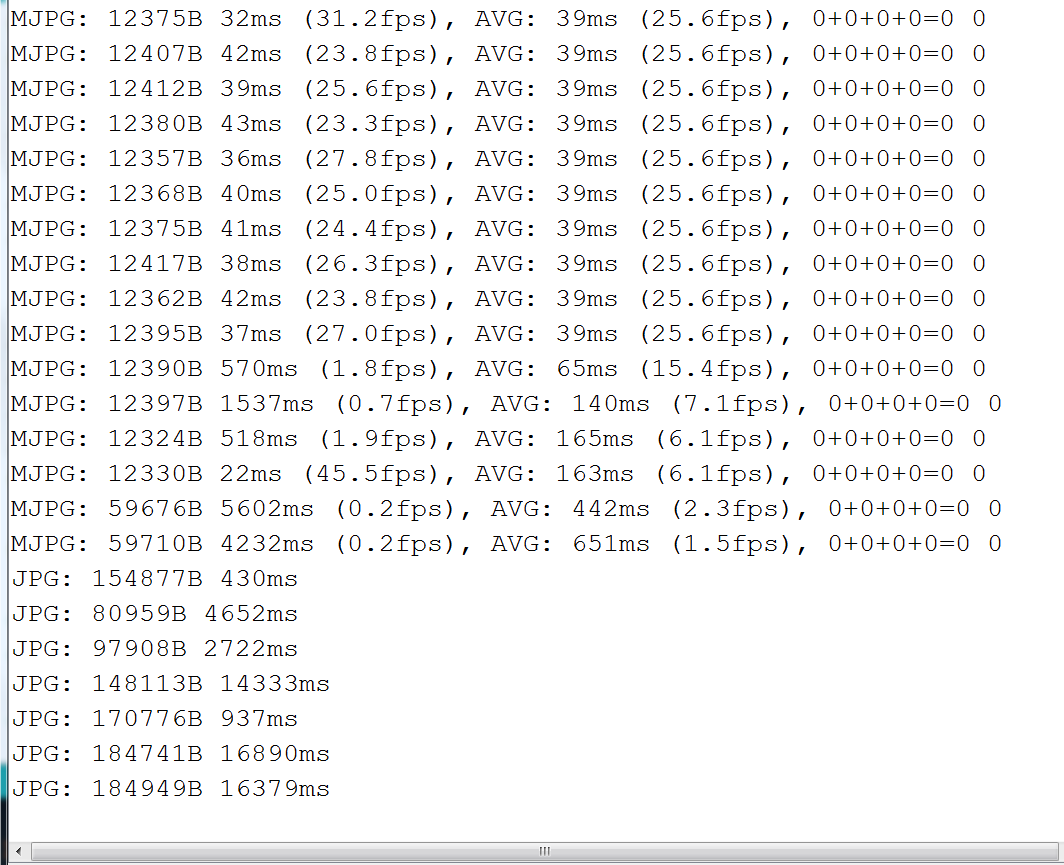 MJPG: 12375B 32ms (31.2fps), AVG: 39ms (25.6fps), 0+0+0+0=0 0
MJPG: 12407B 42ms (23.8fps), AVG: 39ms (25.6fps), 0+0+0+0=0 0
MJPG: 12412B 39ms (25.6fps), AVG: 39ms (25.6fps), 0+0+0+0=0 0
MJPG: 12380B 43ms (23.3fps), AVG: 39ms (25.6fps), 0+0+0+0=0 0
MJPG: 12357B 36ms (27.8fps), AVG: 39ms (25.6fps), 0+0+0+0=0 0
MJPG: 12368B 40ms (25.0fps), AVG: 39ms (25.6fps), 0+0+0+0=0 0
MJPG: 12375B 41ms (24.4fps), AVG: 39ms (25.6fps), 0+0+0+0=0 0
MJPG: 12417B 38ms (26.3fps), AVG: 39ms (25.6fps), 0+0+0+0=0 0
MJPG: 12362B 42ms (23.8fps), AVG: 39ms (25.6fps), 0+0+0+0=0 0
MJPG: 12395B 37ms (27.0fps), AVG: 39ms (25.6fps), 0+0+0+0=0 0
MJPG: 12390B 570ms (1.8fps), AVG: 65ms (15.4fps), 0+0+0+0=0 0
MJPG: 12397B 1537ms (0.7fps), AVG: 140ms (7.1fps), 0+0+0+0=0 0
MJPG: 12324B 518ms (1.9fps), AVG: 165ms (6.1fps), 0+0+0+0=0 0
MJPG: 12330B 22ms (45.5fps), AVG: 163ms (6.1fps), 0+0+0+0=0 0
MJPG: 59676B 5602ms (0.2fps), AVG: 442ms (2.3fps), 0+0+0+0=0 0
MJPG: 59710B 4232ms (0.2fps), AVG: 651ms (1.5fps), 0+0+0+0=0 0
JPG: 154877B 430ms
JPG: 80959B 4652ms
JPG: 97908B 2722ms
JPG: 148113B 14333ms
JPG: 170776B 937ms
JPG: 184741B 16890ms
JPG: 184949B 16379ms